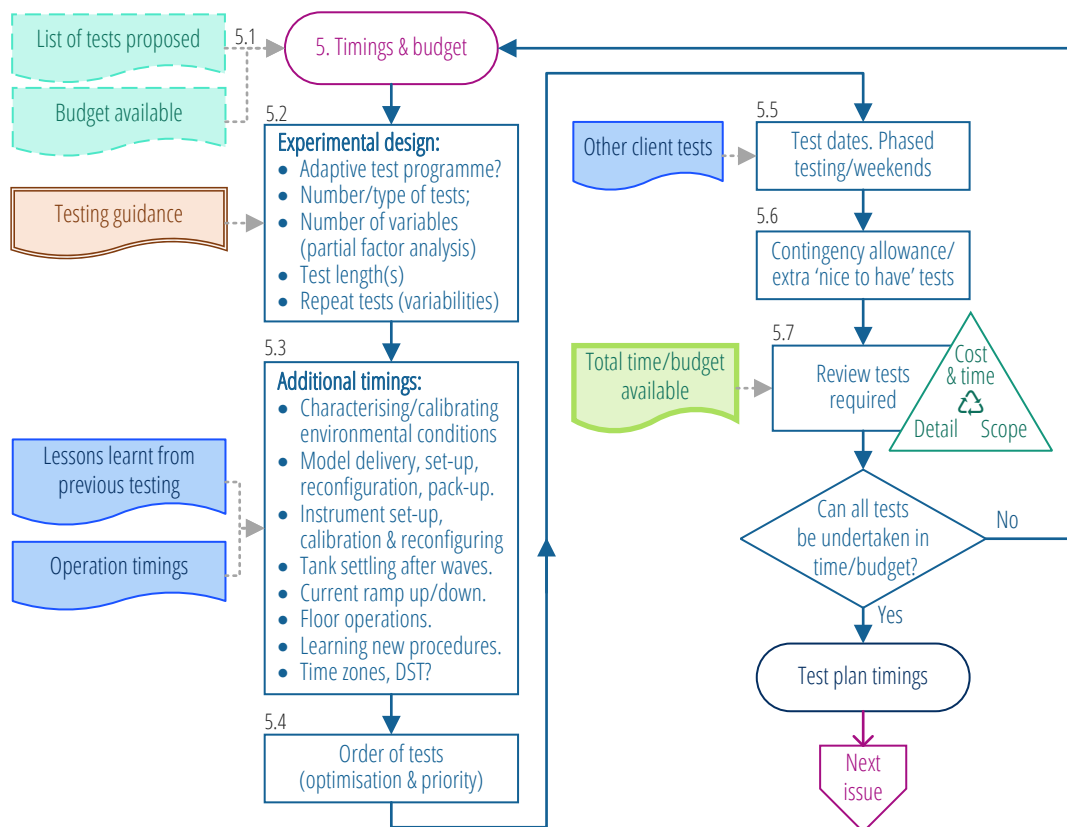 List of tests proposed
5.1
5. Timings & budget
Budget available
5.2
Experimental design:
• Adaptive test programme?
• Number/type of tests;
• Number of variables
(partial factor analysis)
• Test length(s)
• Repeat tests (variabilities)
Testing guidance
5.3
Additional timings:
• Characterising/calibrating
environmental conditions
• Model delivery, set-up,
reconfiguration, pack-up.
• Instrument set-up,
calibration & reconfiguring
• Tank settling after waves.
• Current ramp up/down.
• Floor operations.
• Learning new procedures.
• Time zones, DST?
Lessons learnt from
previous testing
Operation timings
5.4
Order of tests
(optimisation & priority)
5.5
Other client tests
Test dates. Phased
testing/weekends
5.6
Contingency allowance/
extra ‘nice to have’ tests
5.7
Total time/budget
available
Review tests
required
Cost
& time
Detail
Scope
Can all tests
be undertaken in
time/budget?
No
Yes
Test plan timings
Next
issue